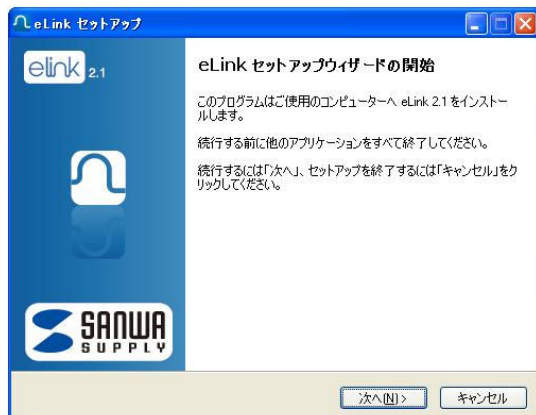 eLink セットアップ
elink 2.1
eLink セットアップウィザードの開始
このプログラムはご使用のコンピューターへ eLink 2.1 をインストー
ルします。
続行する前に他のアプリケーションをすべて終了してください。
続行するには「次へ」、セットアップを終了するには「キャンセル」をク
リックしてください。
SANWA
SUPPLY
次へ(N) >
キャンセル